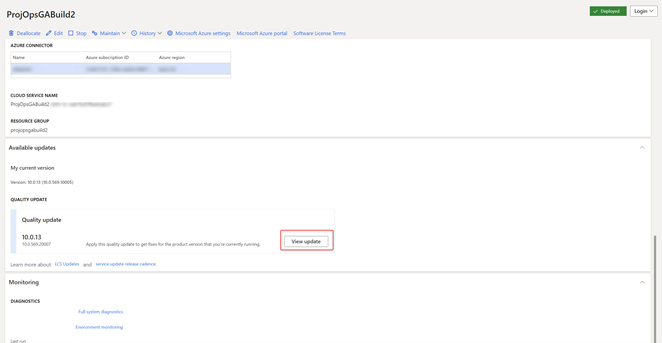 ProjOpsGABuild2
Deployed
Login
Deallocate Edit Stop Maintain History Microsoft Azure settings Microsoft Azure portal Software License Terms
AZURE CONNECTOR
Name Azure subscription ID Azure region
CLOUD SERVICE NAME
ProjOpsGABuild2
RESOURCE GROUP
projopsgabuild2
Available updates
My current version
Version: 10.0.13 (10.0.569.10005)
QUALITY UPDATE
Quality update
10.0.13
10.0.569.20007 Apply this quality update to get fixes for the product version that you're currently running.
View update
Learn more about LCS Updates and service update release cadence.
Monitoring
DIAGNOSTICS
Full system diagnostics
Environment monitoring
Last run